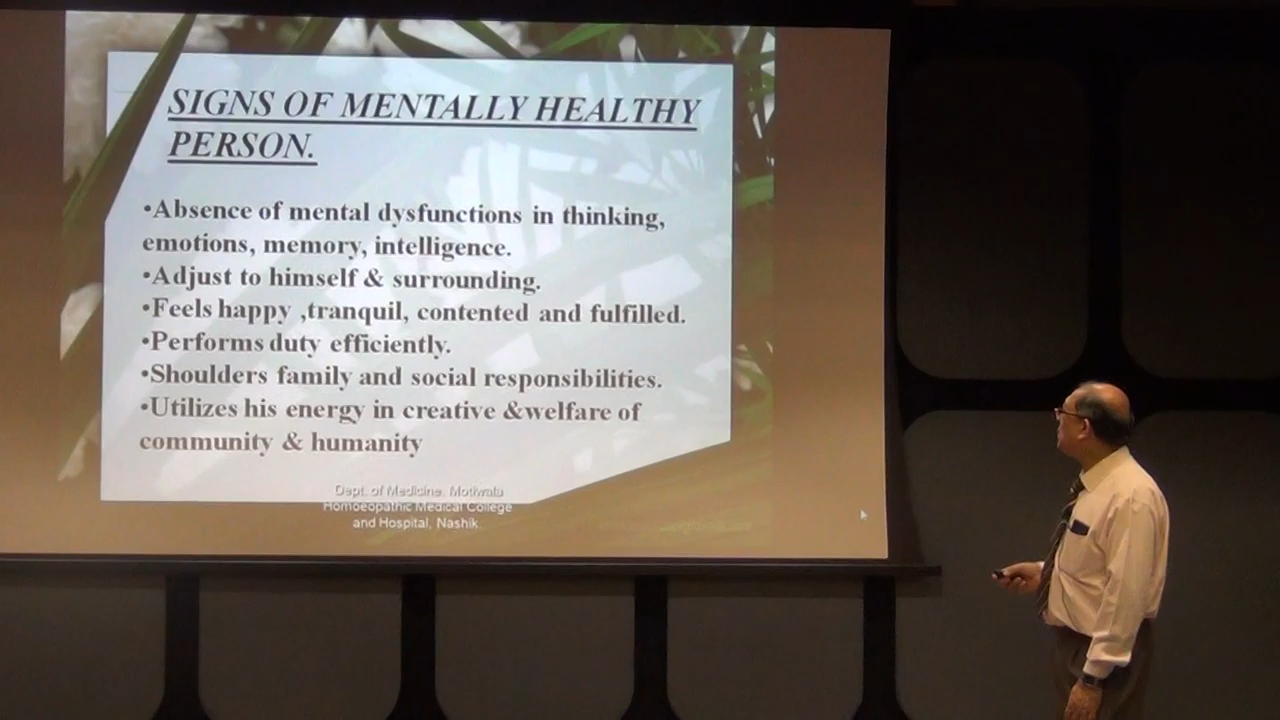 SIGNS OF MENTALLY HEALTHY
PERSON.
•Absence of mental dysfunctions in thinking,
emotions, memory, intelligence.
•Adjust to himself & surrounding.
•Feels happy ,tranquil, contented and fulfilled.
•Performs duty efficiently.
•Shoulders family and social responsibilities.
•Utilizes his energy in creative &welfare of
community & humanity
Dept. of Medicine, Motiwala
Homoeopathic Medical College
and Hospital, Nashik